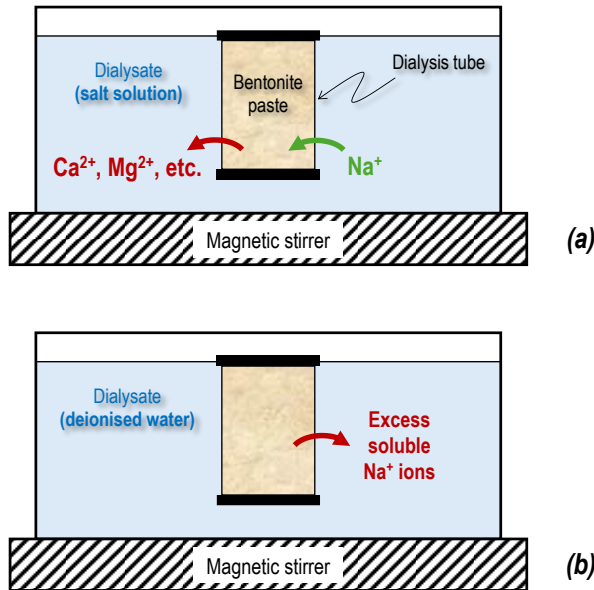 Dialysate
(salt solution)
Bentonite
paste
Dialysis tube
Ca²⁺, Mg²⁺, etc.
Na⁺
Magnetic stirrer
(a)
Dialysate
(deionised water)
Excess
soluble
Na⁺ ions
Magnetic stirrer
(b)